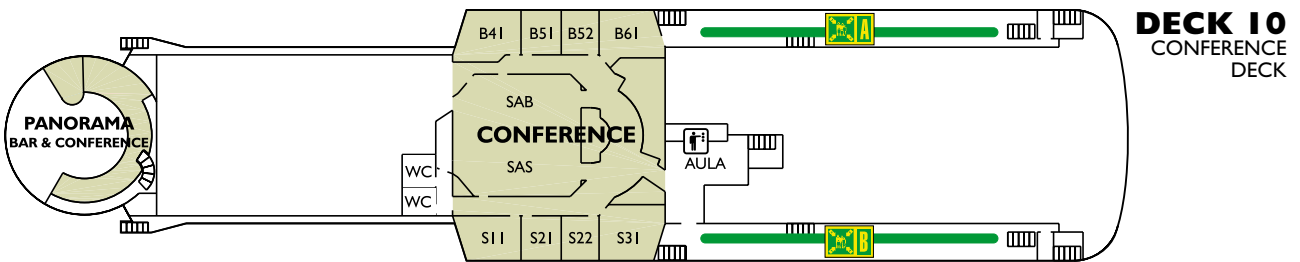 DECK 10
CONFERENCE
DECK
B41 B51 B52 B61
A
SAB
PANORAMA
BAR & CONFERENCE
CONFERENCE
SAS
AULA
WC
WC
S11 S21 S22 S31
B